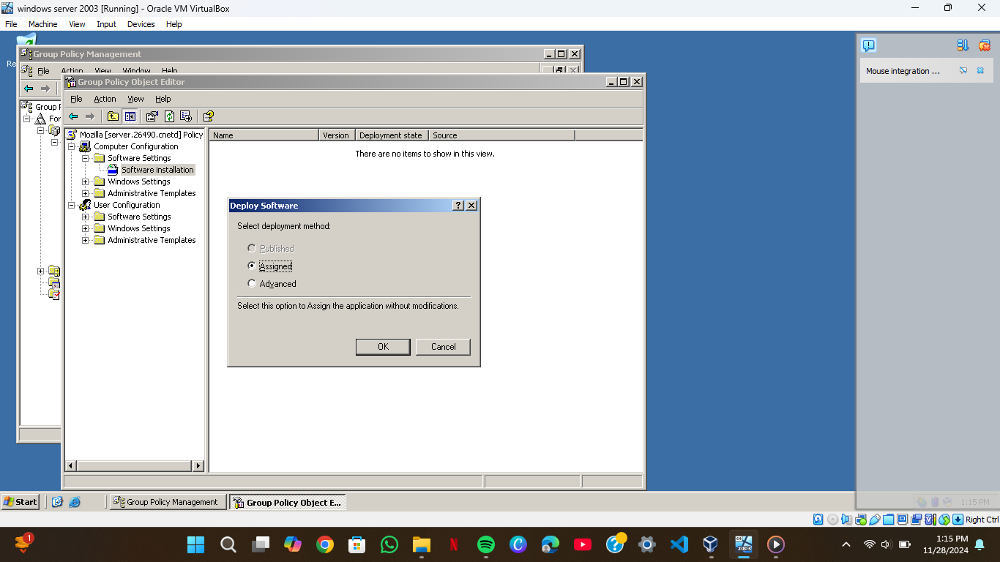 windows server 2003 [Running] - Oracle VM VirtualBox
File Machine View Input Devices Help
Re
Group Policy Management
File Action View Window Help
Group Policy Object Editor
File Action View Help
Mouse integration ...
Group P
For
Mozilla [server.26490.cnetd] Policy
Computer Configuration
Software Settings
Software installation
Windows Settings
Administrative Templates
User Configuration
Software Settings
Windows Settings
Administrative Templates
Name Version Deployment state Source
There are no items to show in this view.
Deploy Software
Select deployment method:
Published
Assigned
Advanced
Select this option to Assign the application without modifications.
OK Cancel
Start Group Policy Management Group Policy Object E... 1:15 PM
Right Ctrl
1
64
2003
1:15 PM
11/28/2024